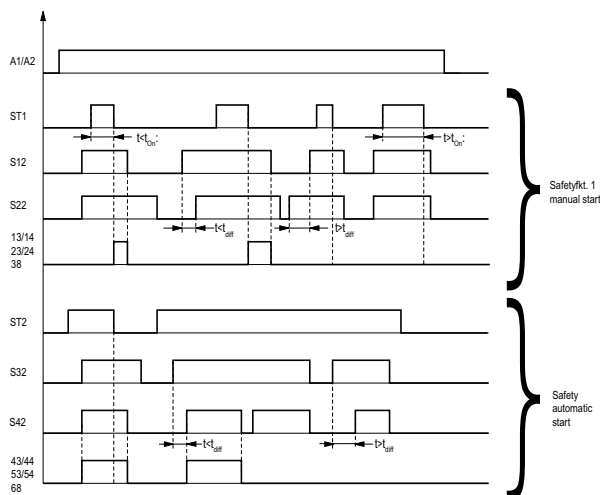 A1/A2
ST1
t<tOn:
t>tOn:
S12
S22
t<tdiff
t>tdiff
13/14
23/24
38
Safetyfkt. 1
manual start
ST2
S32
S42
t<tdiff
t>tdiff
43/44
53/54
68
Safety
automatic
start